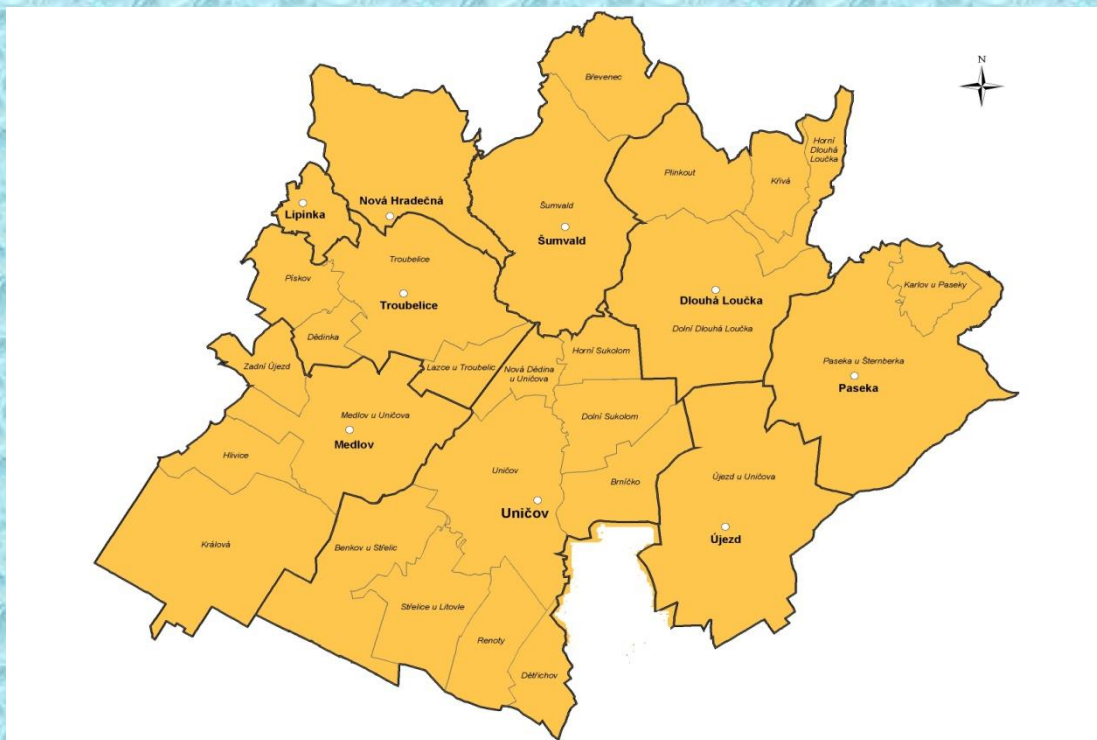 N
Břevenec
Horní
Dlouhá
Loučka
Plinkout
Křivá
Nová Hradečná
Lipinka
Šumvald
Šumvald
Troubelice
Troubelice
Pískov
Dědinka
Karlov u Paseky
Dlouhá Loučka
Dolní Dlouhá Loučka
Horní Sukolom
Nová Dědina
u Uničova
Lazce u Troubelic
Zadní Újezd
Paseka u Šternberka
Paseka
Medlov u Uničova
Medlov
Dolní Sukolom
Hlivice
Uničov
Uničov
Brníčko
Újezd u Uničova
Újezd
Králová
Benkov u Střelic
Střelice u Litovle
Renoty
Dětřichov